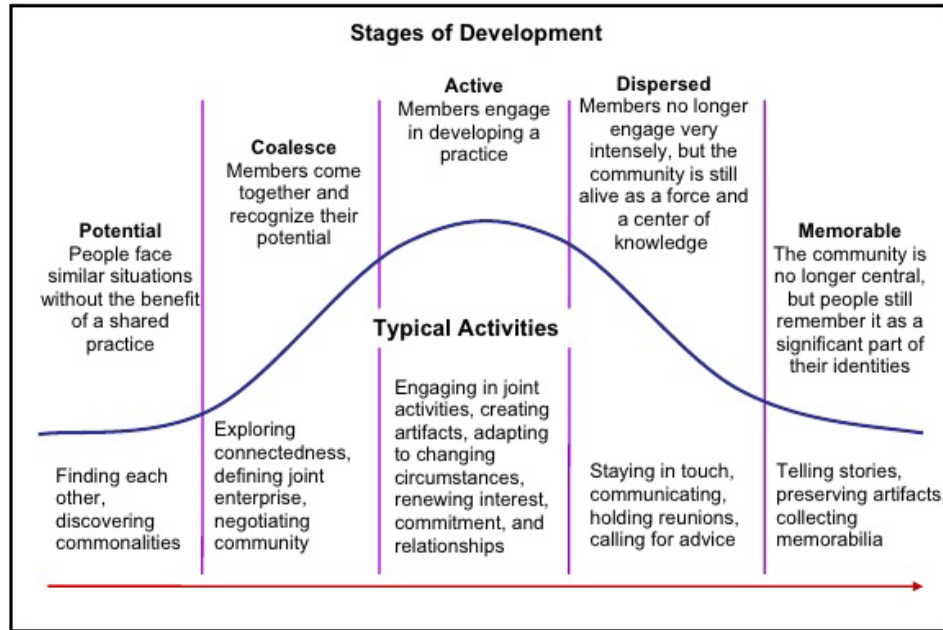 Stages of Development
Potential
People face
similar situations
without the benefit
of a shared
practice
Coalesce
Members come
together and
recognize their
potential
Active
Members engage
in developing a
practice
Dispersed
Members no longer
engage very
intensely, but the
community is still
alive as a force and
a center of
knowledge
Memorable
The community is
no longer central,
but people still
remember it as a
significant part of
their identities
Typical Activities
Finding each
other,
discovering
commonalities
Exploring
connectedness,
defining joint
enterprise,
negotiating
community
Engaging in joint
activities, creating
artifacts, adapting
to changing
circumstances,
renewing interest,
commitment, and
relationships
Staying in touch,
communicating,
holding reunions,
calling for advice
Telling stories,
preserving artifacts,
collecting
memorabilia